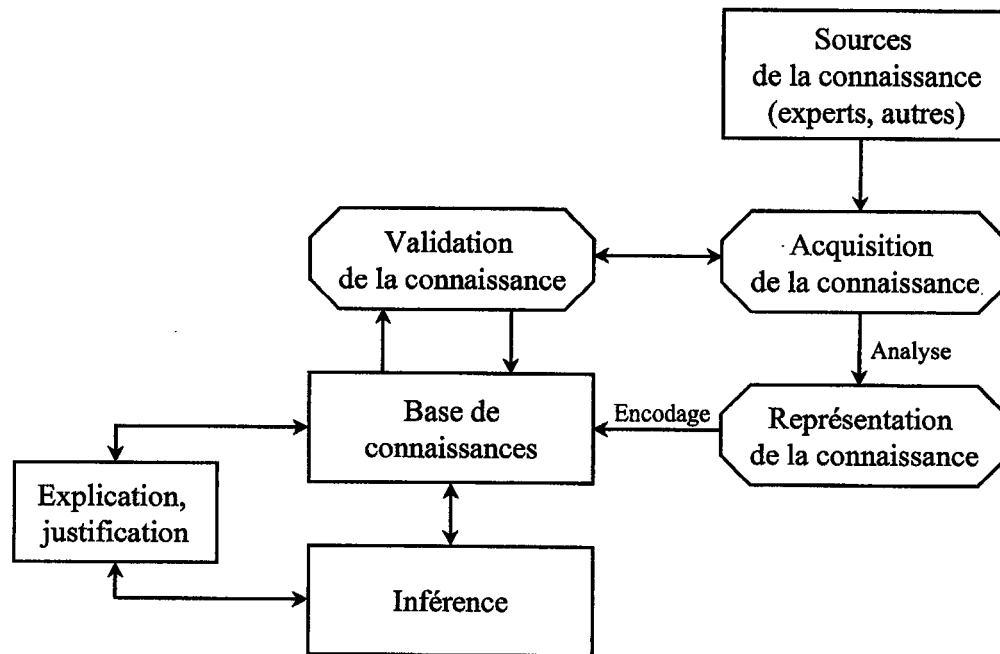 Sources
de la connaissance
(experts, autres)
Validation
de la connaissance
Acquisition
de la connaissance
Analyse
Base de
connaissances
Encodage
Représentation
de la connaissance
Explication,
justification
Inférence